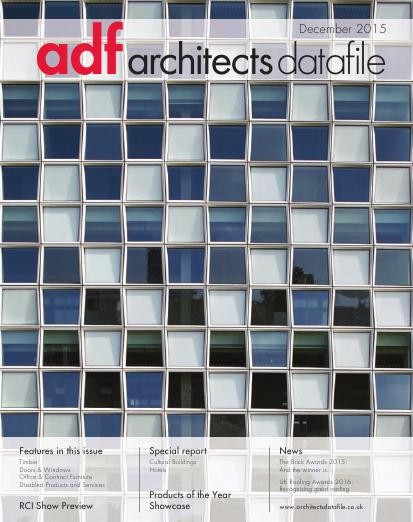 December 2015
adf architects datafile
Features in this issue
Timber
Doors & Windows
Office & Contract Furniture
Disabled Products and Services
RCI Show Preview
Special report
Cultural Buildings
Hotels
Products of the Year
Showcase
News
The Brick Awards 2015:
And the winner is...
UK Roofing Awards 2016:
Recognising great roofing
www.architectsdatafile.co.uk